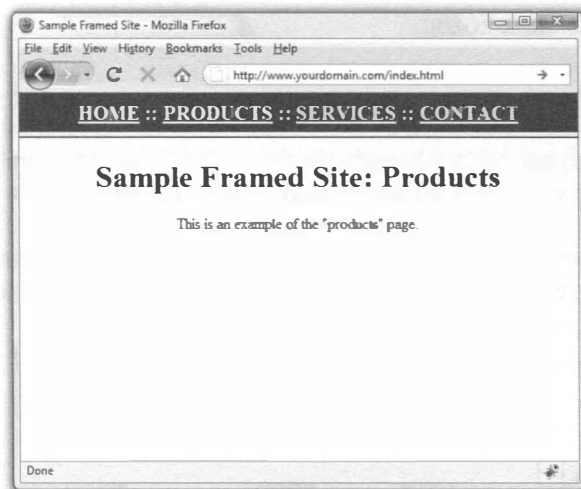 Sample Framed Site - Mozilla Firefox
File Edit View History Bookmarks Tools Help
http://www.yourdomain.com/index.html
HOME :: PRODUCTS :: SERVICES :: CONTACT
Sample Framed Site: Products
This is an example of the "products" page.
Done